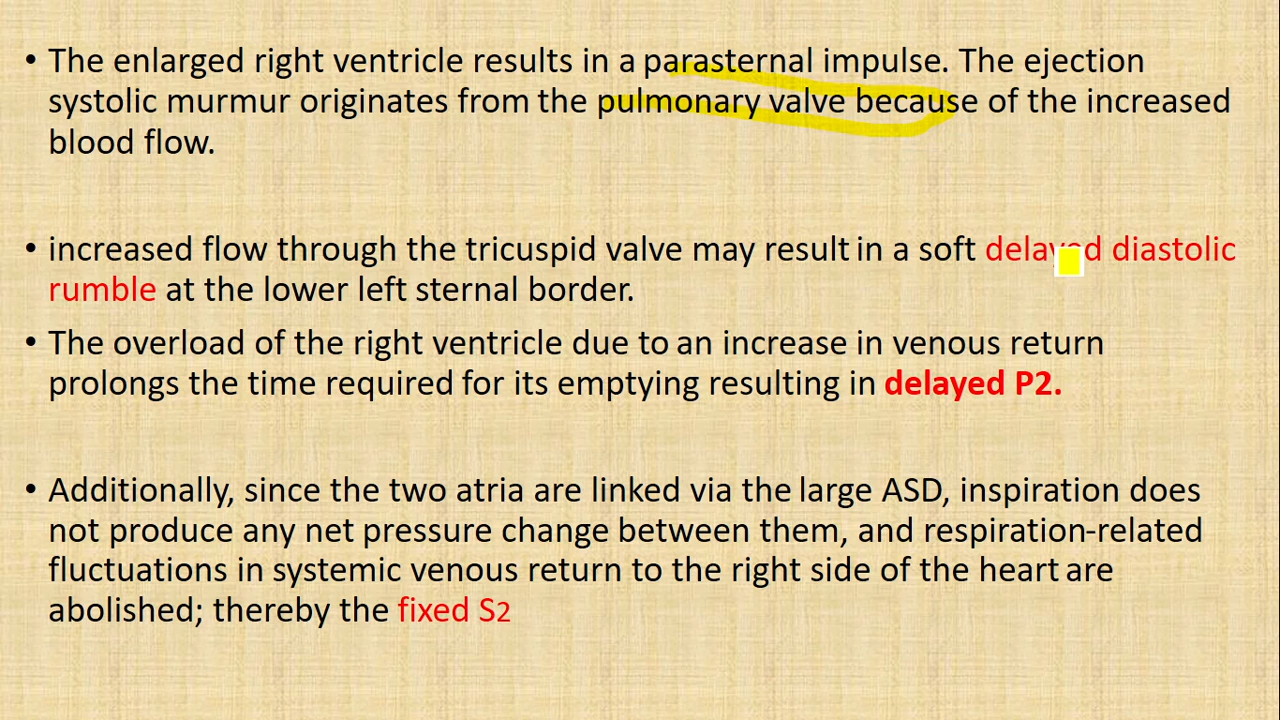 • The enlarged right ventricle results in a parasternal impulse. The ejection
systolic murmur originates from the pulmonary valve because of the increased
blood flow.
• increased flow through the tricuspid valve may result in a soft delayed diastolic
rumble at the lower left sternal border.
• The overload of the right ventricle due to an increase in venous return
prolongs the time required for its emptying resulting in delayed P2.
• Additionally, since the two atria are linked via the large ASD, inspiration does
not produce any net pressure change between them, and respiration-related
fluctuations in systemic venous return to the right side of the heart are
abolished; thereby the fixed S2